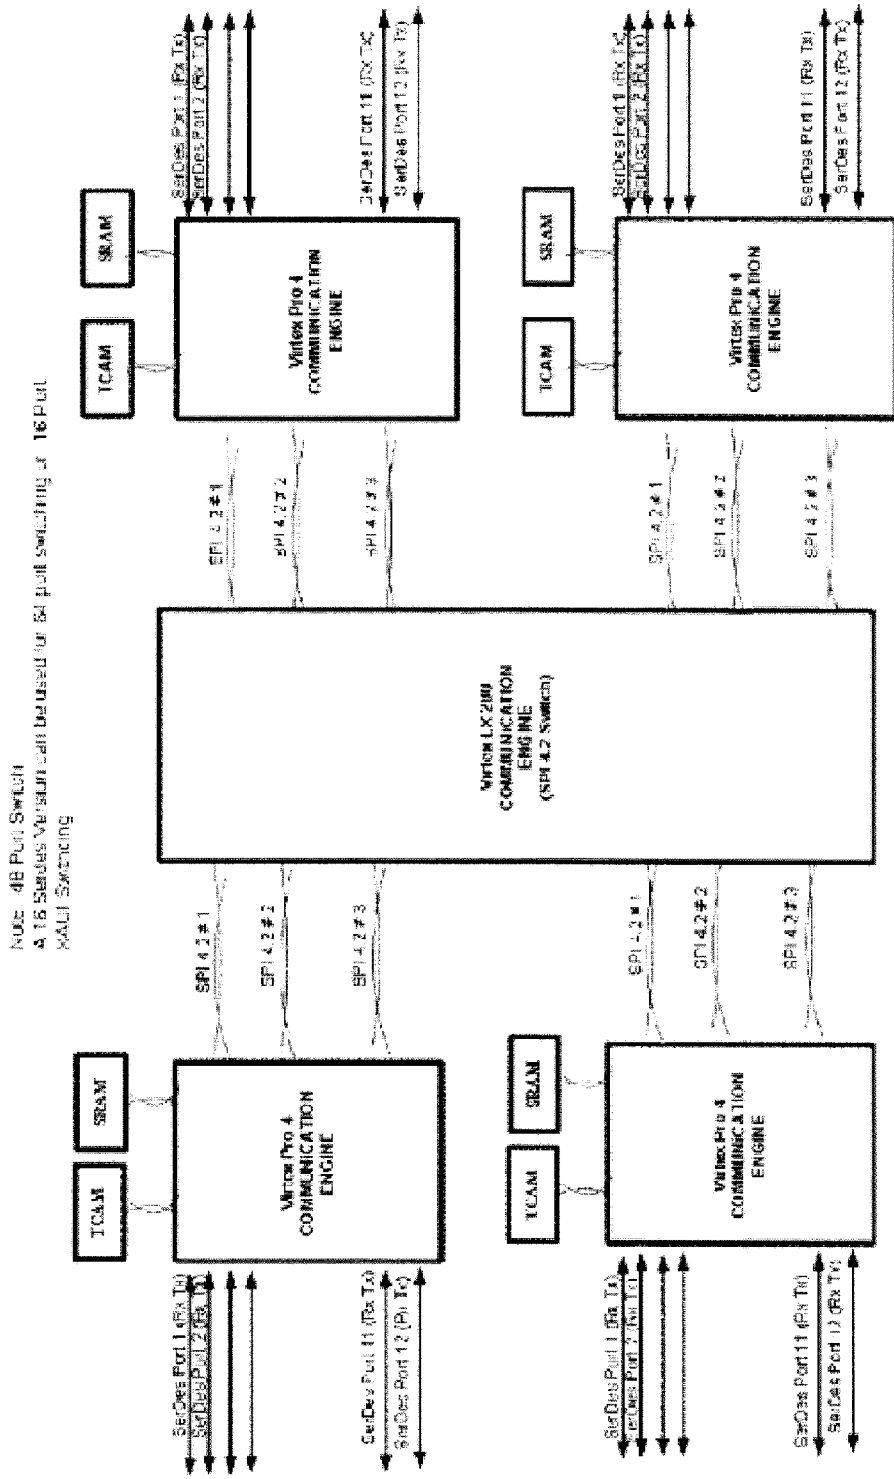 Note: 48 Port Switch
A 16 Serdes Version can be used for 64 port switching or 16 Port
XAUI Switching
TCAM
SRAM
TCAM
SRAM
SerDes Port 1 (Rx Tx)
SerDes Port 2 (Rx Tx)
SerDes Port 11 (Rx Tx)
SerDes Port 12 (Rx Tx)
Virtex Pro 4
COMMUNICATION
ENGINE
SPI 4.2 # 1
SPI 4.2 # 2
SPI 4.2 # 3
Virtex LX 200
COMMUNICATION
ENGINE
(SPI 4.2 Switch)
SPI 4.2 # 1
SPI 4.2 # 2
SPI 4.2 # 3
Virtex Pro 4
COMMUNICATION
ENGINE
SerDes Port 1 (Rx Tx)
SerDes Port 2 (Rx Tx)
SerDes Port 11 (Rx Tx)
SerDes Port 12 (Rx Tx)
TCAM
SRAM
TCAM
SRAM
SerDes Port 1 (Rx Tx)
SerDes Port 2 (Rx Tx)
SerDes Port 11 (Rx Tx)
SerDes Port 12 (Rx Tx)
Virtex Pro 4
COMMUNICATION
ENGINE
SPI 4.2 # 1
SPI 4.2 # 2
SPI 4.2 # 3
SPI 4.2 # 1
SPI 4.2 # 2
SPI 4.2 # 3
Virtex Pro 4
COMMUNICATION
ENGINE
SerDes Port 1 (Rx Tx)
SerDes Port 2 (Rx Tx)
SerDes Port 11 (Rx Tx)
SerDes Port 12 (Rx Tx)